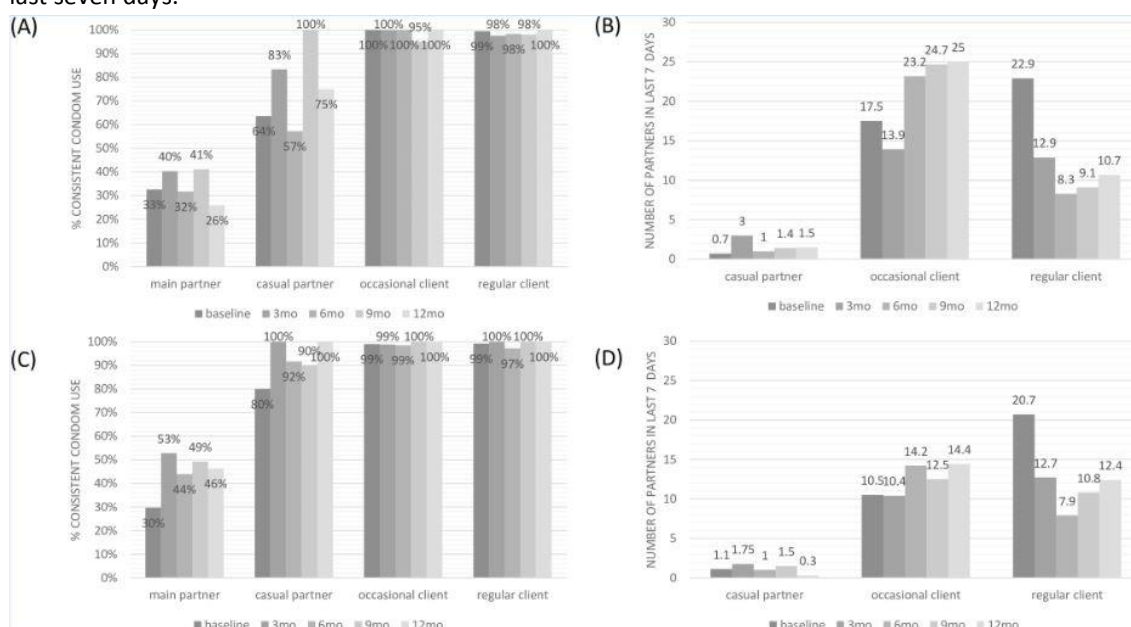 last seven days.
(A)
% CONSISTENT CONDOM USE
100%
90%
80%
70%
60%
50%
40%
30%
20%
10%
0%
33% 40% 32% 41% 26%
64% 83% 57% 100% 75%
100% 100% 100% 95% 100%
99% 98% 98% 98% 100%
main partner casual partner occasional client regular client
baseline 3mo 6mo 9mo 12mo
(B)
NUMBER OF PARTNERS IN LAST 7 DAYS
30
25
20
15
10
5
0
0.7 3 1 1.4 1.5
17.5 13.9 23.2 24.7 25
22.9 12.9 8.3 9.1 10.7
casual partner occasional client regular client
baseline 3mo 6mo 9mo 12mo
(C)
% CONSISTENT CONDOM USE
100%
90%
80%
70%
60%
50%
40%
30%
20%
10%
0%
30% 53% 44% 49% 46%
80% 100% 92% 90% 100%
99% 99% 99% 100% 100%
99% 100% 97% 100% 100%
main partner casual partner occasional client regular client
baseline 3mo 6mo 9mo 12mo
(D)
NUMBER OF PARTNERS IN LAST 7 DAYS
30
25
20
15
10
5
0
1.1 1.75 1 1.5 0.3
10.5 10.4 14.2 12.5 14.4
20.7 12.7 7.9 10.8 12.4
casual partner occasional client regular client
baseline 3mo 6mo 9mo 12mo